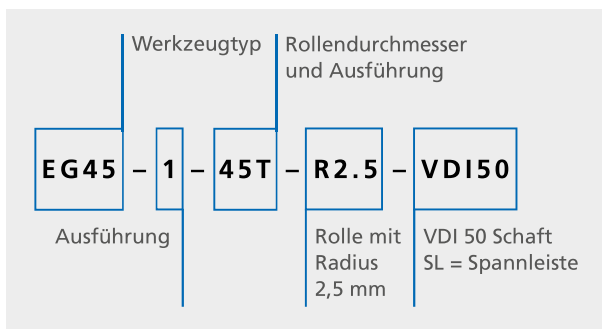 Werkzeugtyp
Rollendurchmesser
und Ausführung
EG45 – 1 – 45T – R2.5 – VDI50
Ausführung
Rolle mit
Radius
2,5 mm
VDI 50 Schaft
SL = Spannleiste